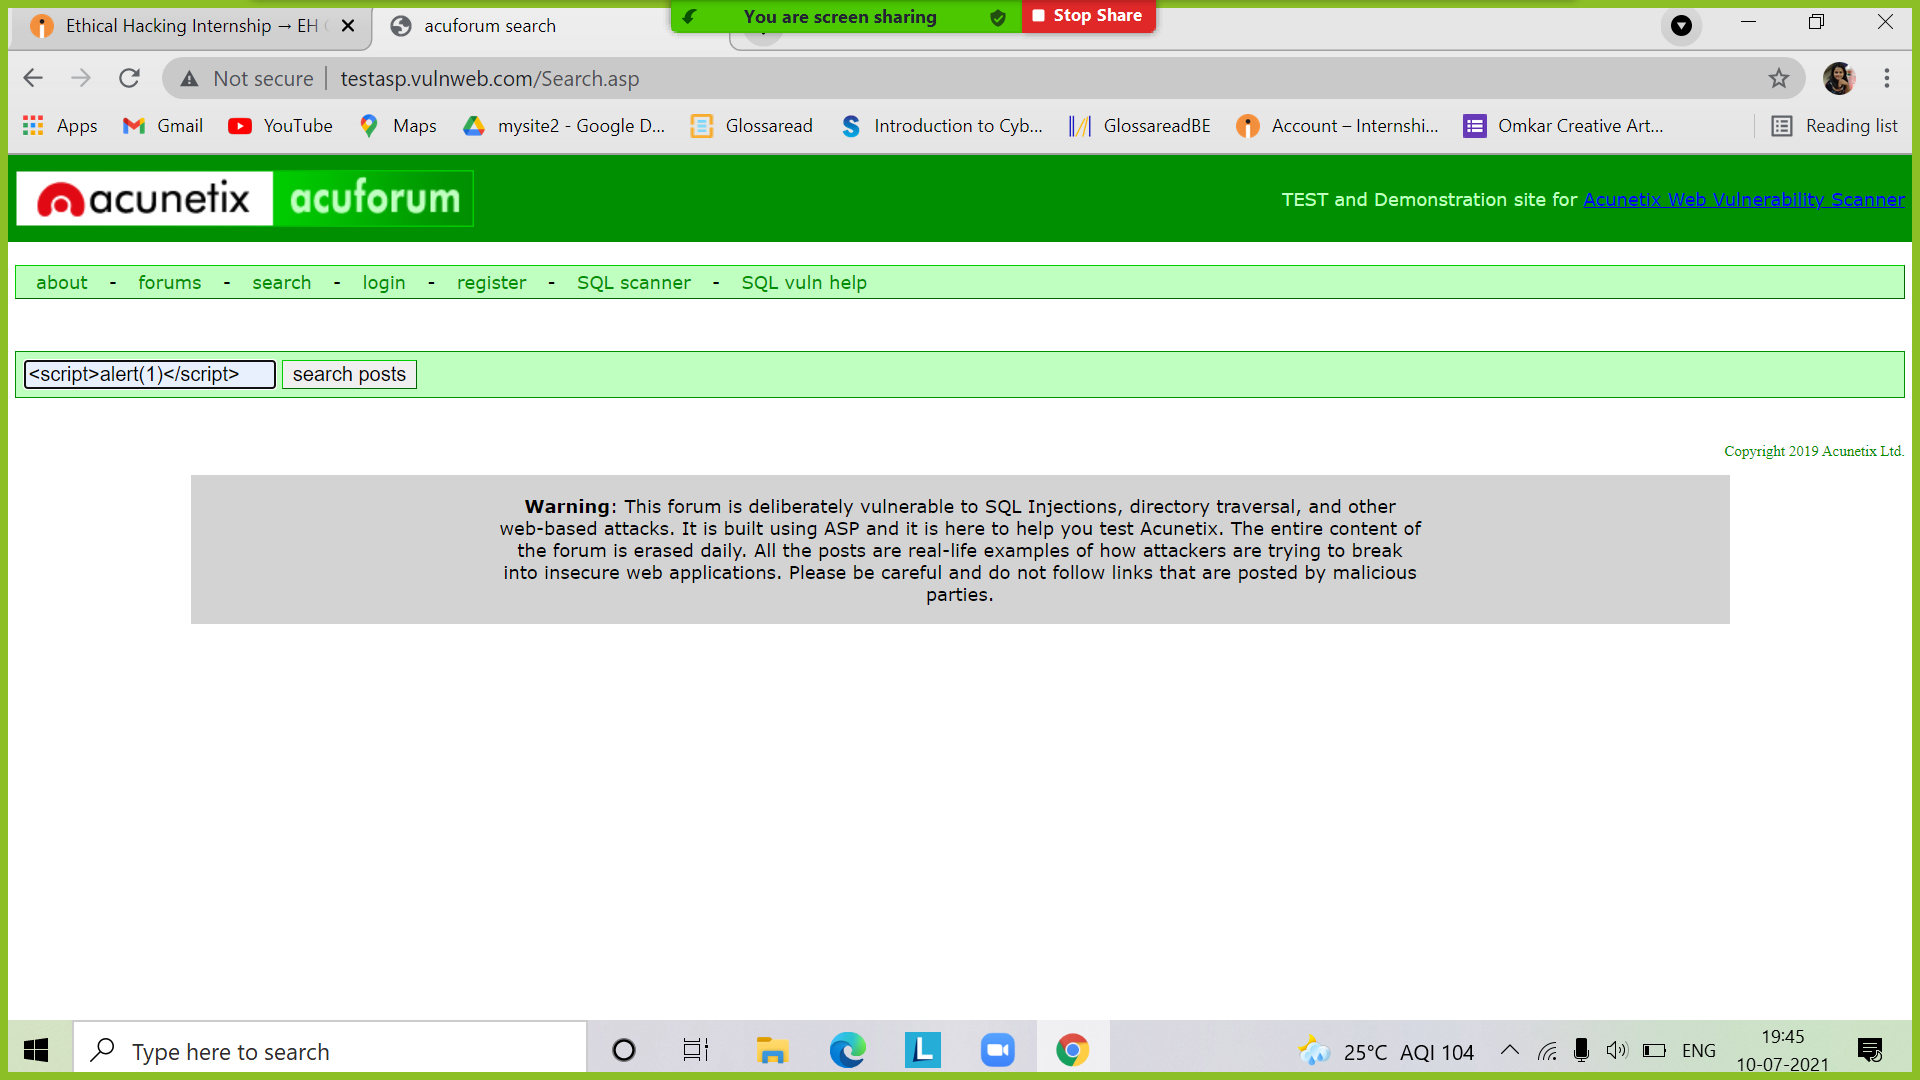 You are screen sharing
Stop Share
Ethical Hacking Internship → EH
acuforum search
Not secure
testasp.vulnweb.com/Search.asp
Apps
Gmail
YouTube
Maps
mysite2 - Google D...
Glossaread
Introduction to Cyb...
GlossareadBE
Account – Internshi...
Omkar Creative Art...
Reading list
acunetix
acuforum
TEST and Demonstration site for Acunetix Web Vulnerability Scanner
about - forums - search - login - register - SQL scanner - SQL vuln help
<script>alert(1)</script>
search posts
Copyright 2019 Acunetix Ltd.
Warning: This forum is deliberately vulnerable to SQL Injections, directory traversal, and other
web-based attacks. It is built using ASP and it is here to help you test Acunetix. The entire content of
the forum is erased daily. All the posts are real-life examples of how attackers are trying to break
into insecure web applications. Please be careful and do not follow links that are posted by malicious
parties.
Type here to search
L
25°C AQI 104
ENG
19:45
10-07-2021